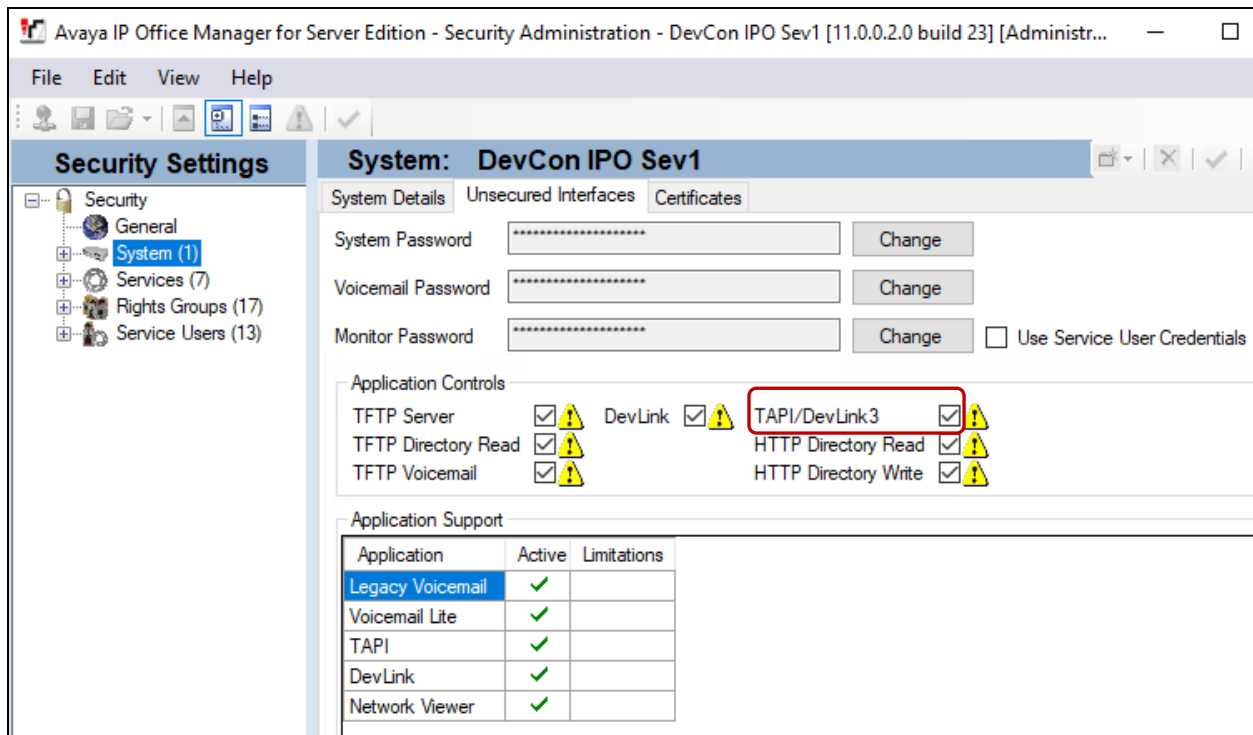 Avaya IP Office Manager for Server Edition - Security Administration - DevCon IPO Sev1 [11.0.0.2.0 build 23] [Administr...
File Edit View Help
Security Settings
Security
General
System (1)
Services (7)
Rights Groups (17)
Service Users (13)
System: DevCon IPO Sev1
System Details Unsecured Interfaces Certificates
System Password ********************* Change
Voicemail Password ********************* Change
Monitor Password ********************* Change Use Service User Credentials
Application Controls
TFTP Server DevLink TAPI/DevLink3
TFTP Directory Read HTTP Directory Read
TFTP Voicemail HTTP Directory Write
Application Support
Application Active Limitations
Legacy Voicemail
Voicemail Lite
TAPI
DevLink
Network Viewer